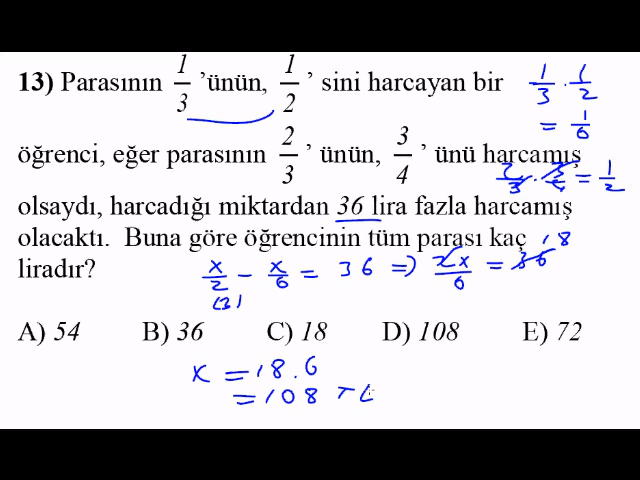 13) Parasının 1/3 ’ünün, 1/2 ’ sini harcayan bir
1/3 . 1/2
= 1/6
öğrenci, eğer parasının 2/3 ’ ünün, 3/4 ’ ünü harcamış
2/3 . 3/4 = 1/2
olsaydı, harcadığı miktardan 36 lira fazla harcamış
olacaktı. Buna göre öğrencinin tüm parası kaç
liradır?
x/2 - x/6 = 36 => 2x/6 = 36 18
(3)
A) 54 B) 36 C) 18 D) 108 E) 72
x = 18.6
= 108 TL